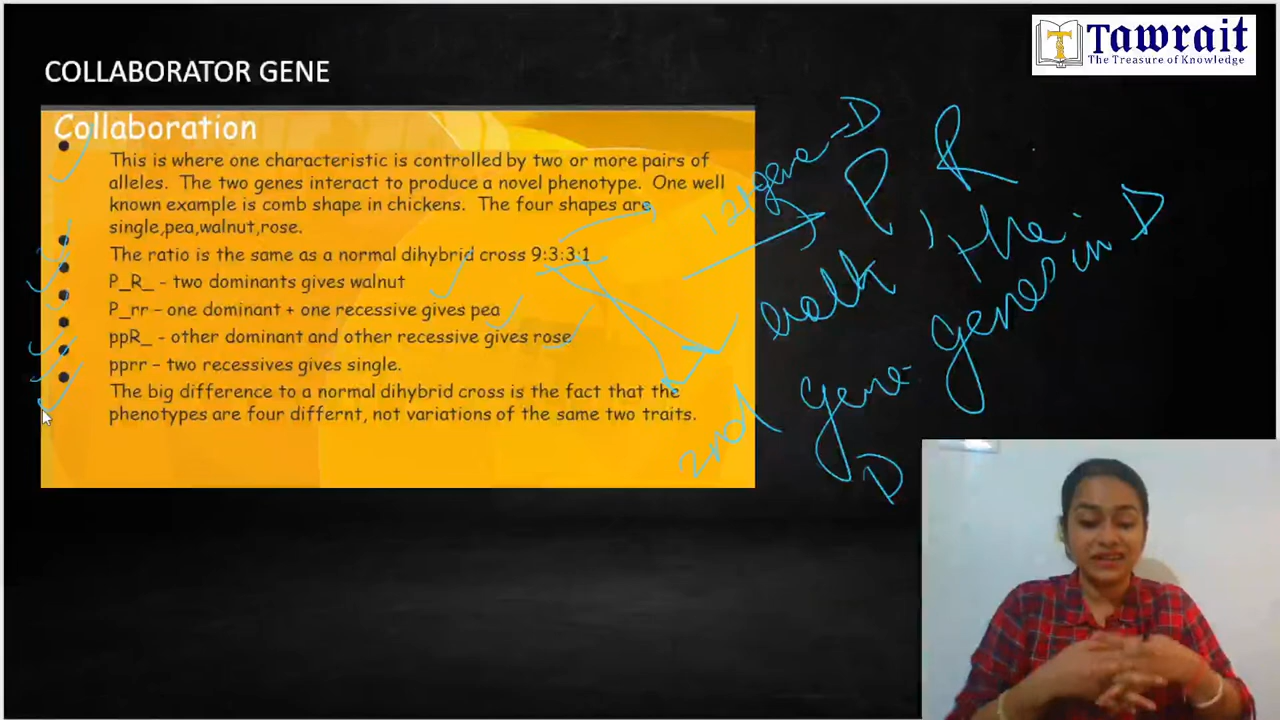 Tawrait
The Treasure of Knowledge
COLLABORATOR GENE
Collaboration
This is where one characteristic is controlled by two or more pairs of
alleles. The two genes interact to produce a novel phenotype. One well
known example is comb shape in chickens. The four shapes are
single,pea,walnut,rose.
The ratio is the same as a normal dihybrid cross 9:3:3:1
P_R_ - two dominants gives walnut
P_rr – one dominant + one recessive gives pea
ppR_ - other dominant and other recessive gives rose
pprr – two recessives gives single.
The big difference to a normal dihybrid cross is the fact that the
phenotypes are four differnt, not variations of the same two traits.
gene - D
P R
the
genes in D
2nd gene -
D